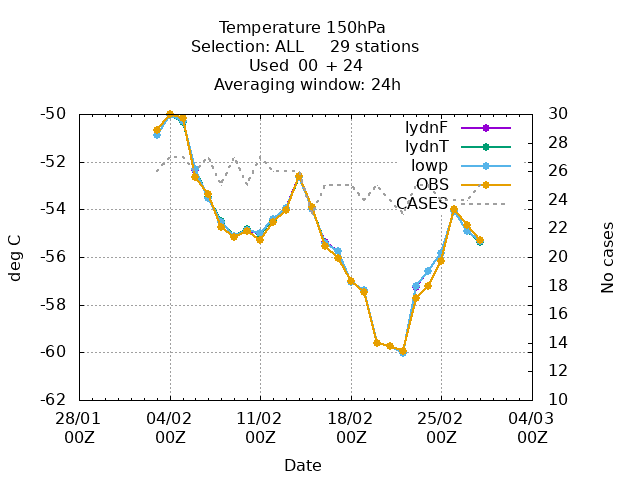 Temperature 150hPa
Selection: ALL     29 stations
Used  00  + 24
Averaging window: 24h
-50
-52
-54
-56
-58
-60
-62
deg C
30
28
26
24
22
20
18
16
14
12
10
No cases
lydnF
lydnT
lowp
OBS
CASES
28/01 04/02 11/02 18/02 25/02 04/03
00Z 00Z 00Z 00Z 00Z 00Z
Date